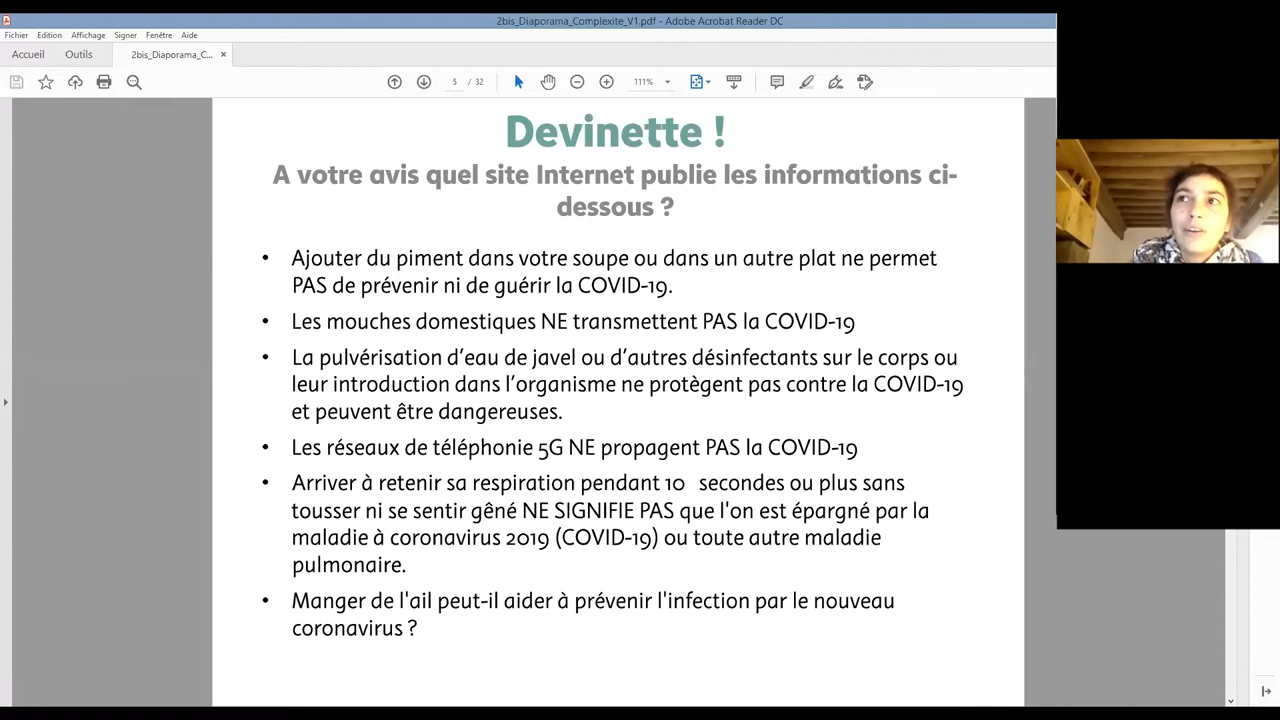 2bis_Diaporama_Complexite_V1.pdf - Adobe Acrobat Reader DC
Fichier Edition Affichage Signer Fenêtre Aide
Accueil Outils 2bis_Diaporama_C... ×
5 / 32 111%
Devinette !
A votre avis quel site Internet publie les informations ci-
dessous ?
• Ajouter du piment dans votre soupe ou dans un autre plat ne permet
PAS de prévenir ni de guérir la COVID-19.
• Les mouches domestiques NE transmettent PAS la COVID-19
• La pulvérisation d’eau de javel ou d’autres désinfectants sur le corps ou
leur introduction dans l’organisme ne protègent pas contre la COVID-19
et peuvent être dangereuses.
• Les réseaux de téléphonie 5G NE propagent PAS la COVID-19
• Arriver à retenir sa respiration pendant 10 secondes ou plus sans
tousser ni se sentir gêné NE SIGNIFIE PAS que l'on est épargné par la
maladie à coronavirus 2019 (COVID-19) ou toute autre maladie
pulmonaire.
• Manger de l'ail peut-il aider à prévenir l'infection par le nouveau
coronavirus ?